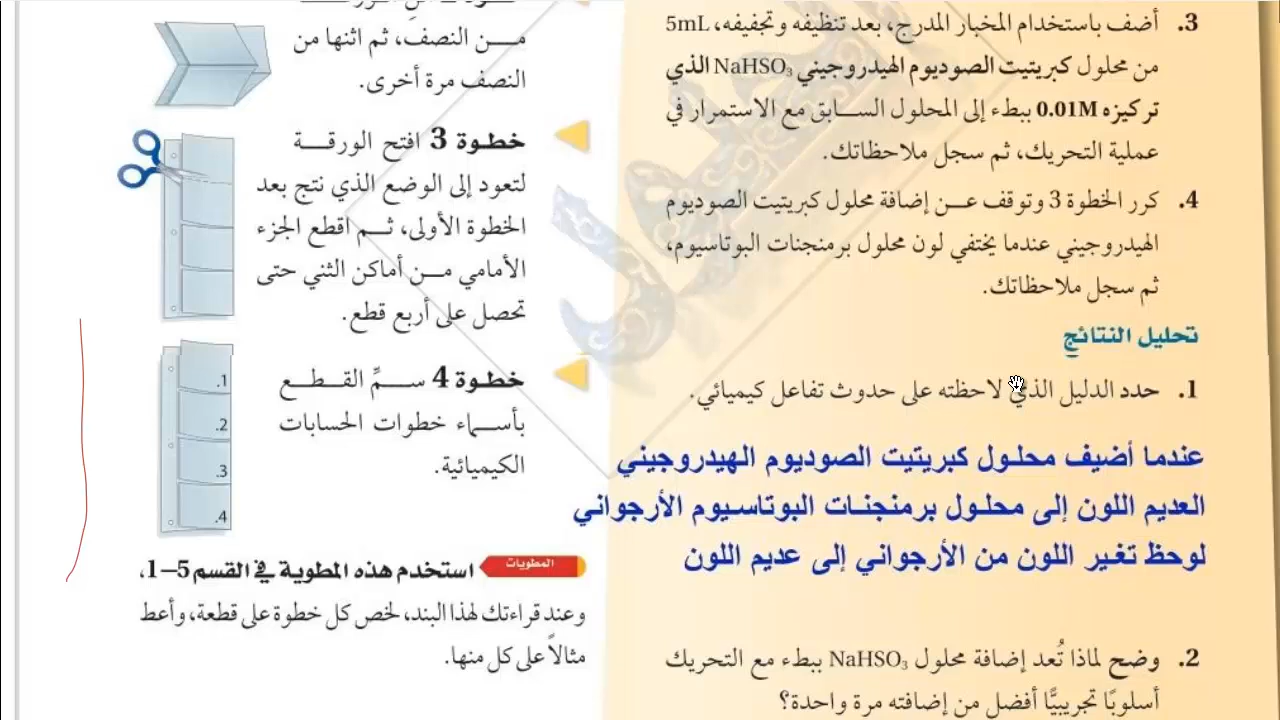 3. أضف باستخدام المخبار المدرج، بعد تنظيفه وتجفيفه، 5mL
من محلول كبريتيت الصوديوم الهيدروجيني NaHSO₃ الذي
تركيزه 0.01M ببطء إلى المحلول السابق مع الاستمرار في
عملية التحريك، ثم سجل ملاحظاتك.
4. كرر الخطوة 3 وتوقف عن إضافة محلول كبريتيت الصوديوم
الهيدروجيني عندما يختفي لون محلول برمنجنات البوتاسيوم،
ثم سجل ملاحظاتك.
تحليل النتائج
1. حدد الدليل الذي لاحظته على حدوث تفاعل كيميائي.
عندما أضيف محلول كبريتيت الصوديوم الهيدروجيني
العديم اللون إلى محلول برمنجنات البوتاسيوم الأرجواني
لوحظ تغير اللون من الأرجواني إلى عديم اللون
2. وضح لماذا تُعد إضافة محلول NaHSO₃ ببطء مع التحريك
أسلوبًا تجريبيًّا أفضل من إضافته مرة واحدة؟
من النصف، ثم اثنها من
النصف مرة أخرى.
خطوة 3 افتح الورقة
لتعود إلى الوضع الذي نتج بعد
الخطوة الأولى، ثم اقطع الجزء
الأمامي من أماكن الثني حتى
تحصل على أربع قطع.
خطوة 4 سمِّ القطع
بأسماء خطوات الحسابات
الكيميائية.
1.
2.
3.
4.
المطويات استخدم هذه المطوية في القسم 5–1،
وعند قراءتك لهذا البند، لخص كل خطوة على قطعة، وأعط
مثالاً على كل منها.